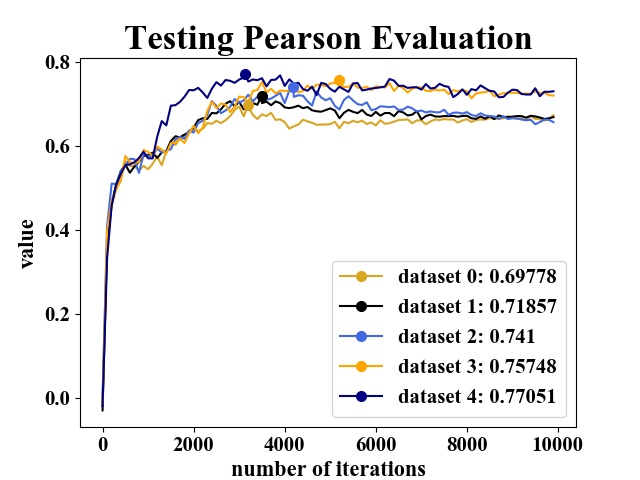 Testing Pearson Evaluation
0.8
0.6
0.4
0.2
0.0
value
dataset 0: 0.69778
dataset 1: 0.71857
dataset 2: 0.741
dataset 3: 0.75748
dataset 4: 0.77051
0 2000 4000 6000 8000 10000
number of iterations